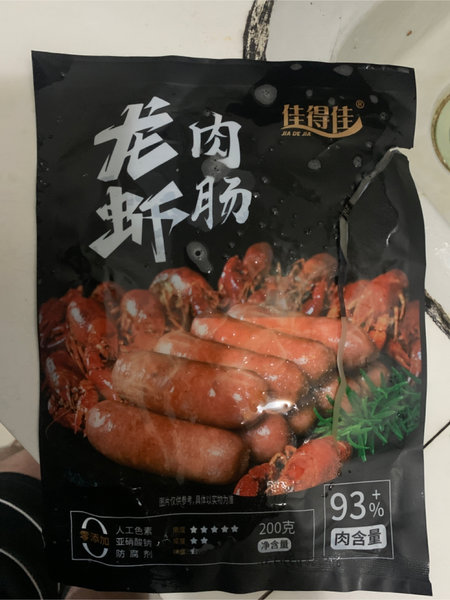 佳得佳®
JIA DE JIA
龙虾
肉肠
图片仅供参考,具体以实物为准
0
零添加
人工色素
亚硝酸钠
防腐剂
★★★★★
200克
净含量
93%+
肉含量